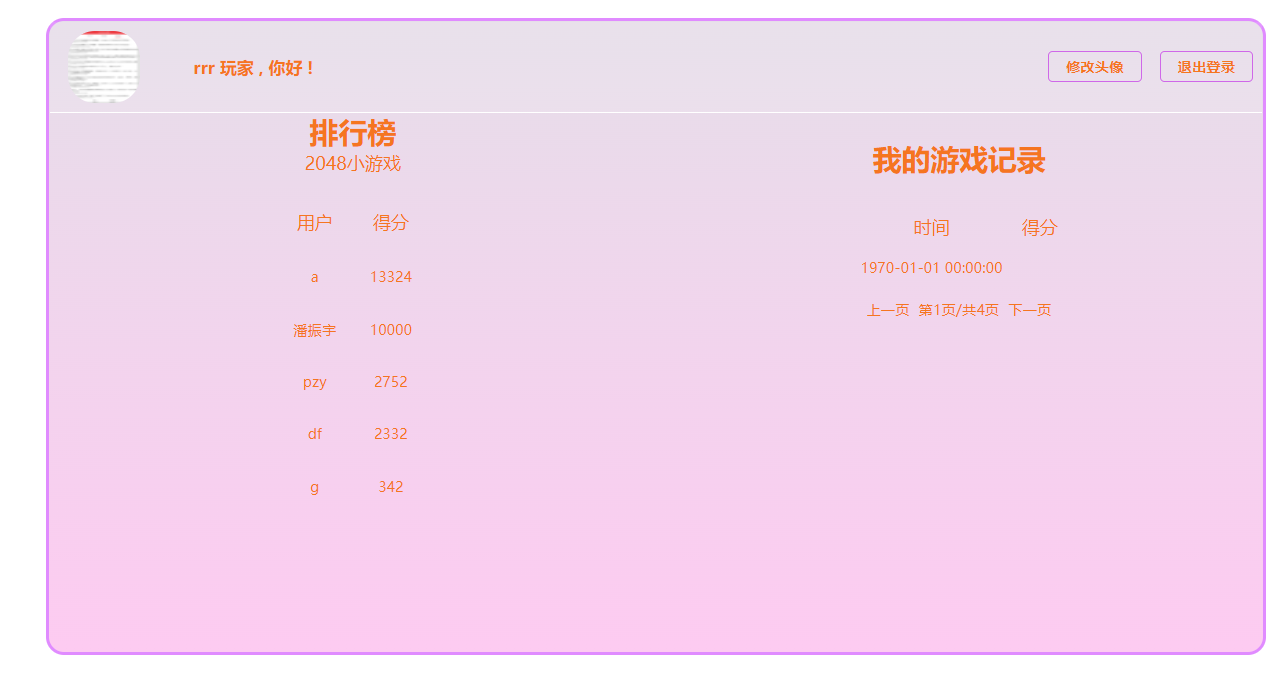 rrr 玩家，你好！
修改头像
退出登录
排行榜
2048小游戏
用户 得分
a 13324
潘振宇 10000
pzy 2752
df 2332
g 342
我的游戏记录
时间 得分
1970-01-01 00:00:00
上一页 第1页/共4页 下一页